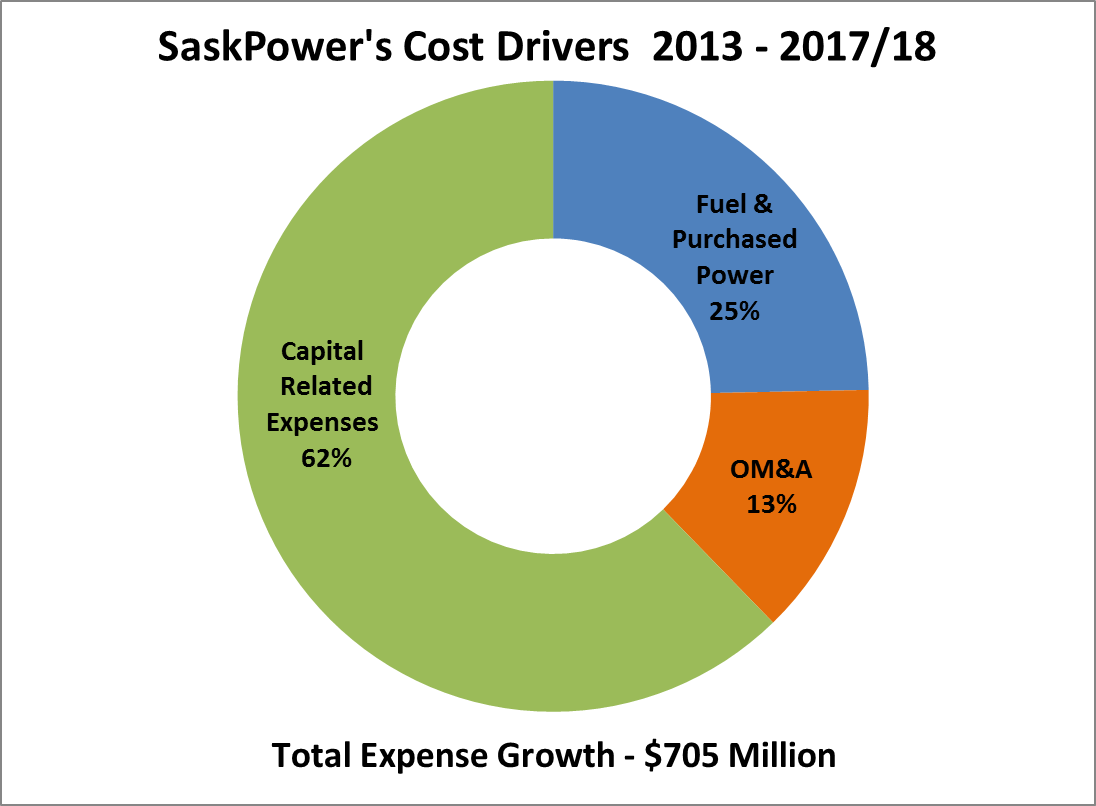 SaskPower's Cost Drivers  2013 - 2017/18
Fuel &
Purchased
Power
25%
Capital
Related
Expenses
62%
OM&A
13%
Total Expense Growth - $705 Million